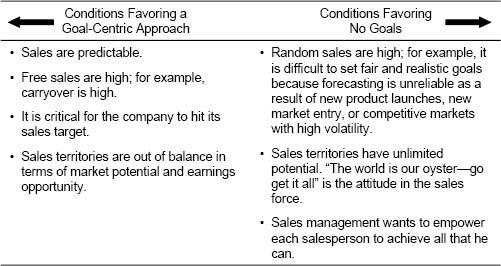 Conditions Favoring a
Goal-Centric Approach
Conditions Favoring
No Goals
• Sales are predictable.
• Free sales are high; for example,
carryover is high.
• It is critical for the company to hit its
sales target.
• Sales territories are out of balance in
terms of market potential and earnings
opportunity.
• Random sales are high; for example, it
is difficult to set fair and realistic goals
because forecasting is unreliable as a
result of new product launches, new
market entry, or competitive markets
with high volatility.
• Sales territories have unlimited
potential. “The world is our oyster—go
get it all” is the attitude in the sales
force.
• Sales management wants to empower
each salesperson to achieve all that he
can.